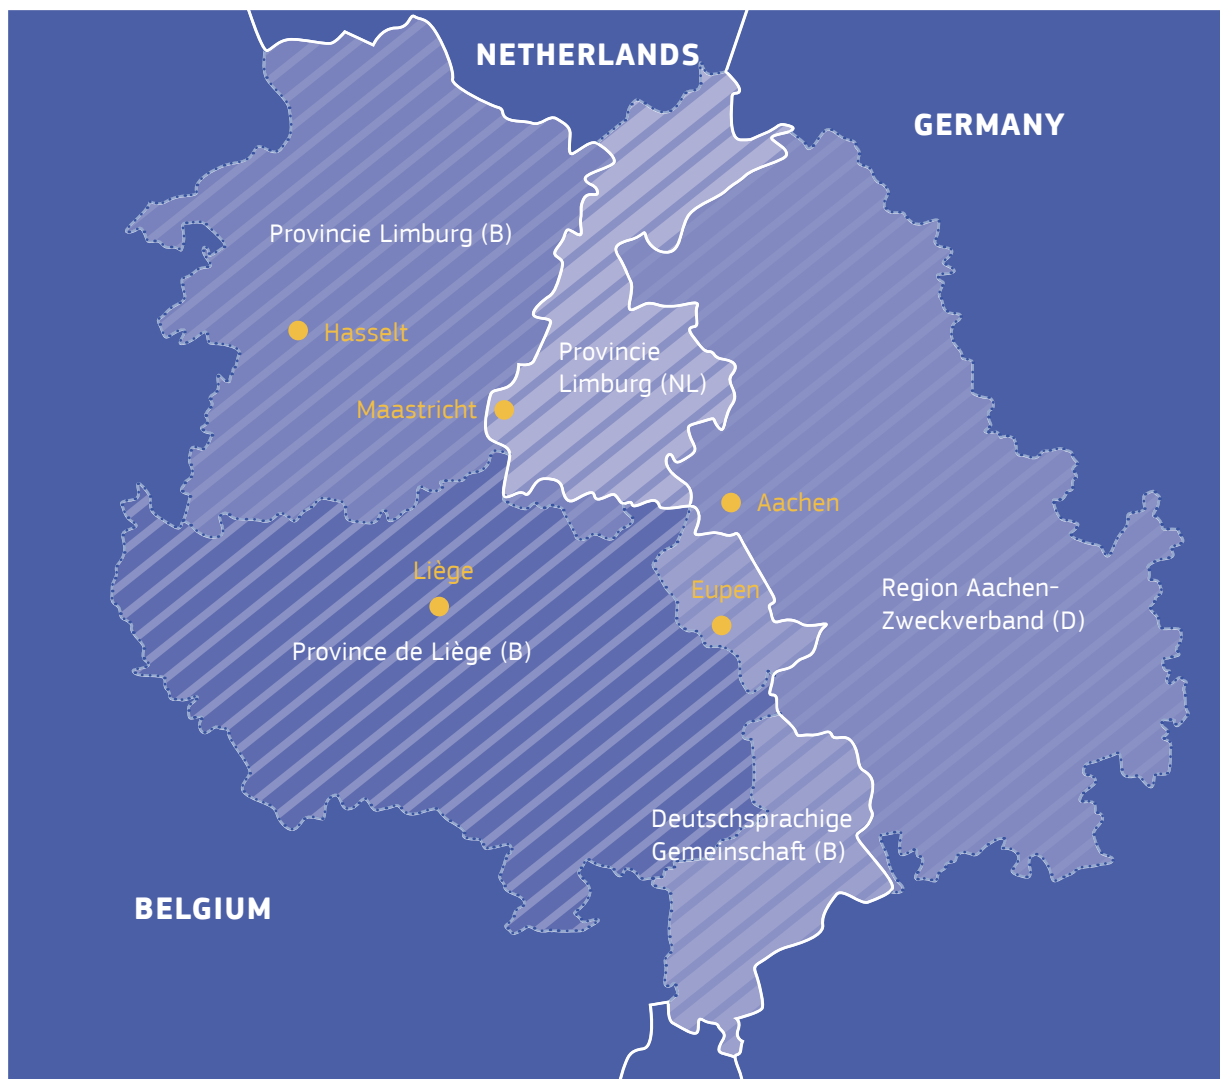 NETHERLANDS
GERMANY
Provincie Limburg (B)
Hasselt
Provincie
Limburg (NL)
Maastricht
Aachen
Liège
Eupen
Region Aachen-
Zweckverband (D)
Province de Liège (B)
Deutschsprachige
Gemeinschaft (B)
BELGIUM